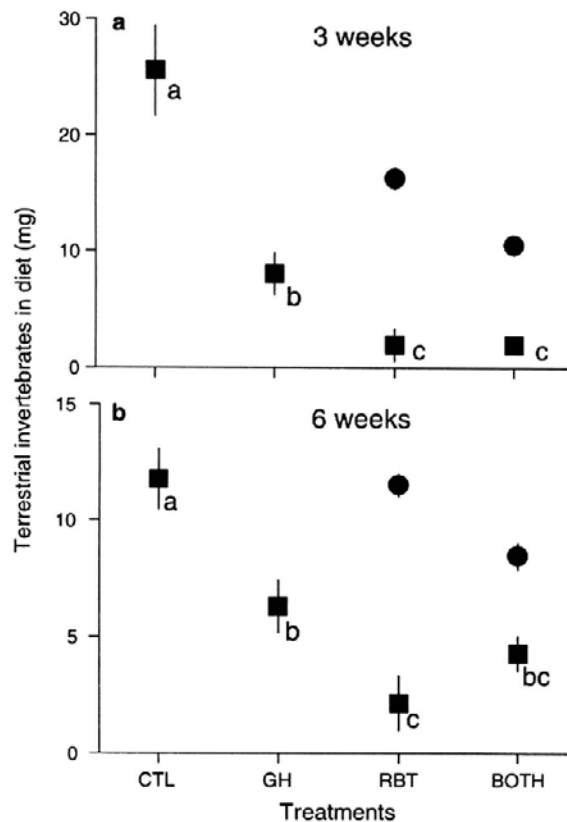 a
3 weeks
30
20
10
0
a
b
c
c
Terrestrial invertebrates in diet (mg)
b
6 weeks
15
10
5
0
a
b
c
bc
CTL GH RBT BOTH
Treatments